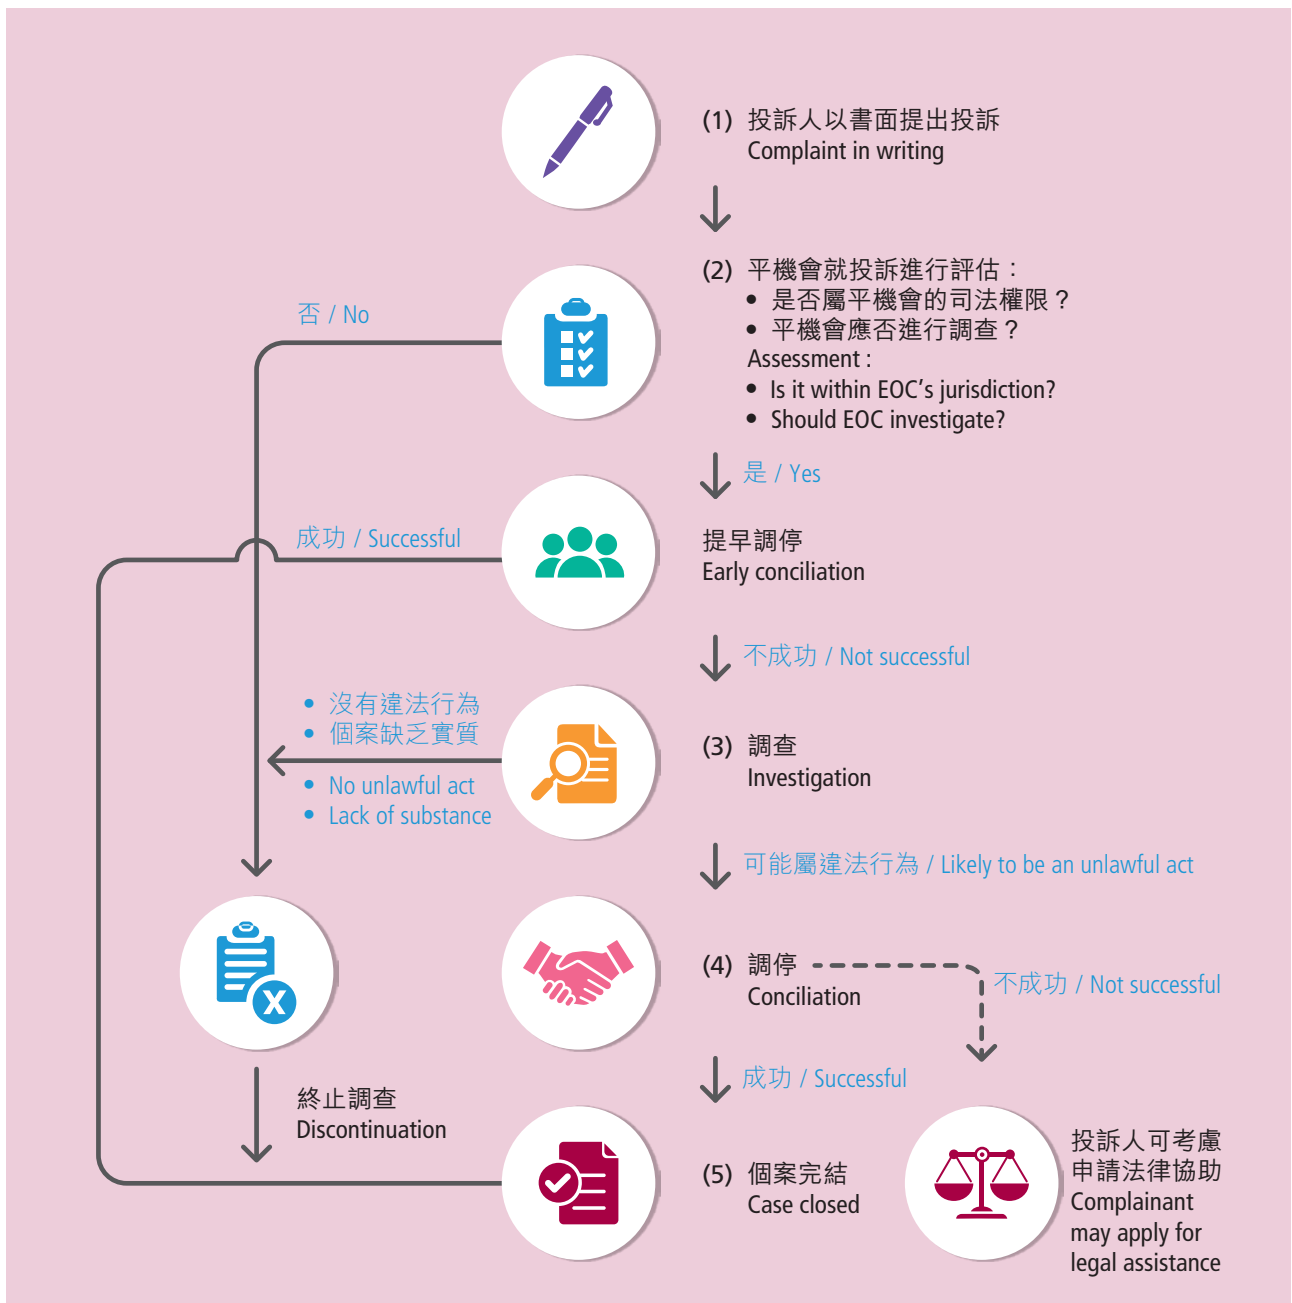 (1) 投訴人以書面提出投訴
Complaint in writing
(2) 平機會就投訴進行評估：
• 是否屬平機會的司法權限？
• 平機會應否進行調查？
Assessment :
• Is it within EOC's jurisdiction?
• Should EOC investigate?
否 / No
是 / Yes
提早調停
Early conciliation
成功 / Successful
不成功 / Not successful
(3) 調查
Investigation
• 沒有違法行為
• 個案缺乏實質
• No unlawful act
• Lack of substance
可能屬違法行為 / Likely to be an unlawful act
(4) 調停
Conciliation
不成功 / Not successful
成功 / Successful
X
終止調查
Discontinuation
(5) 個案完結
Case closed
投訴人可考慮
申請法律協助
Complainant
may apply for
legal assistance